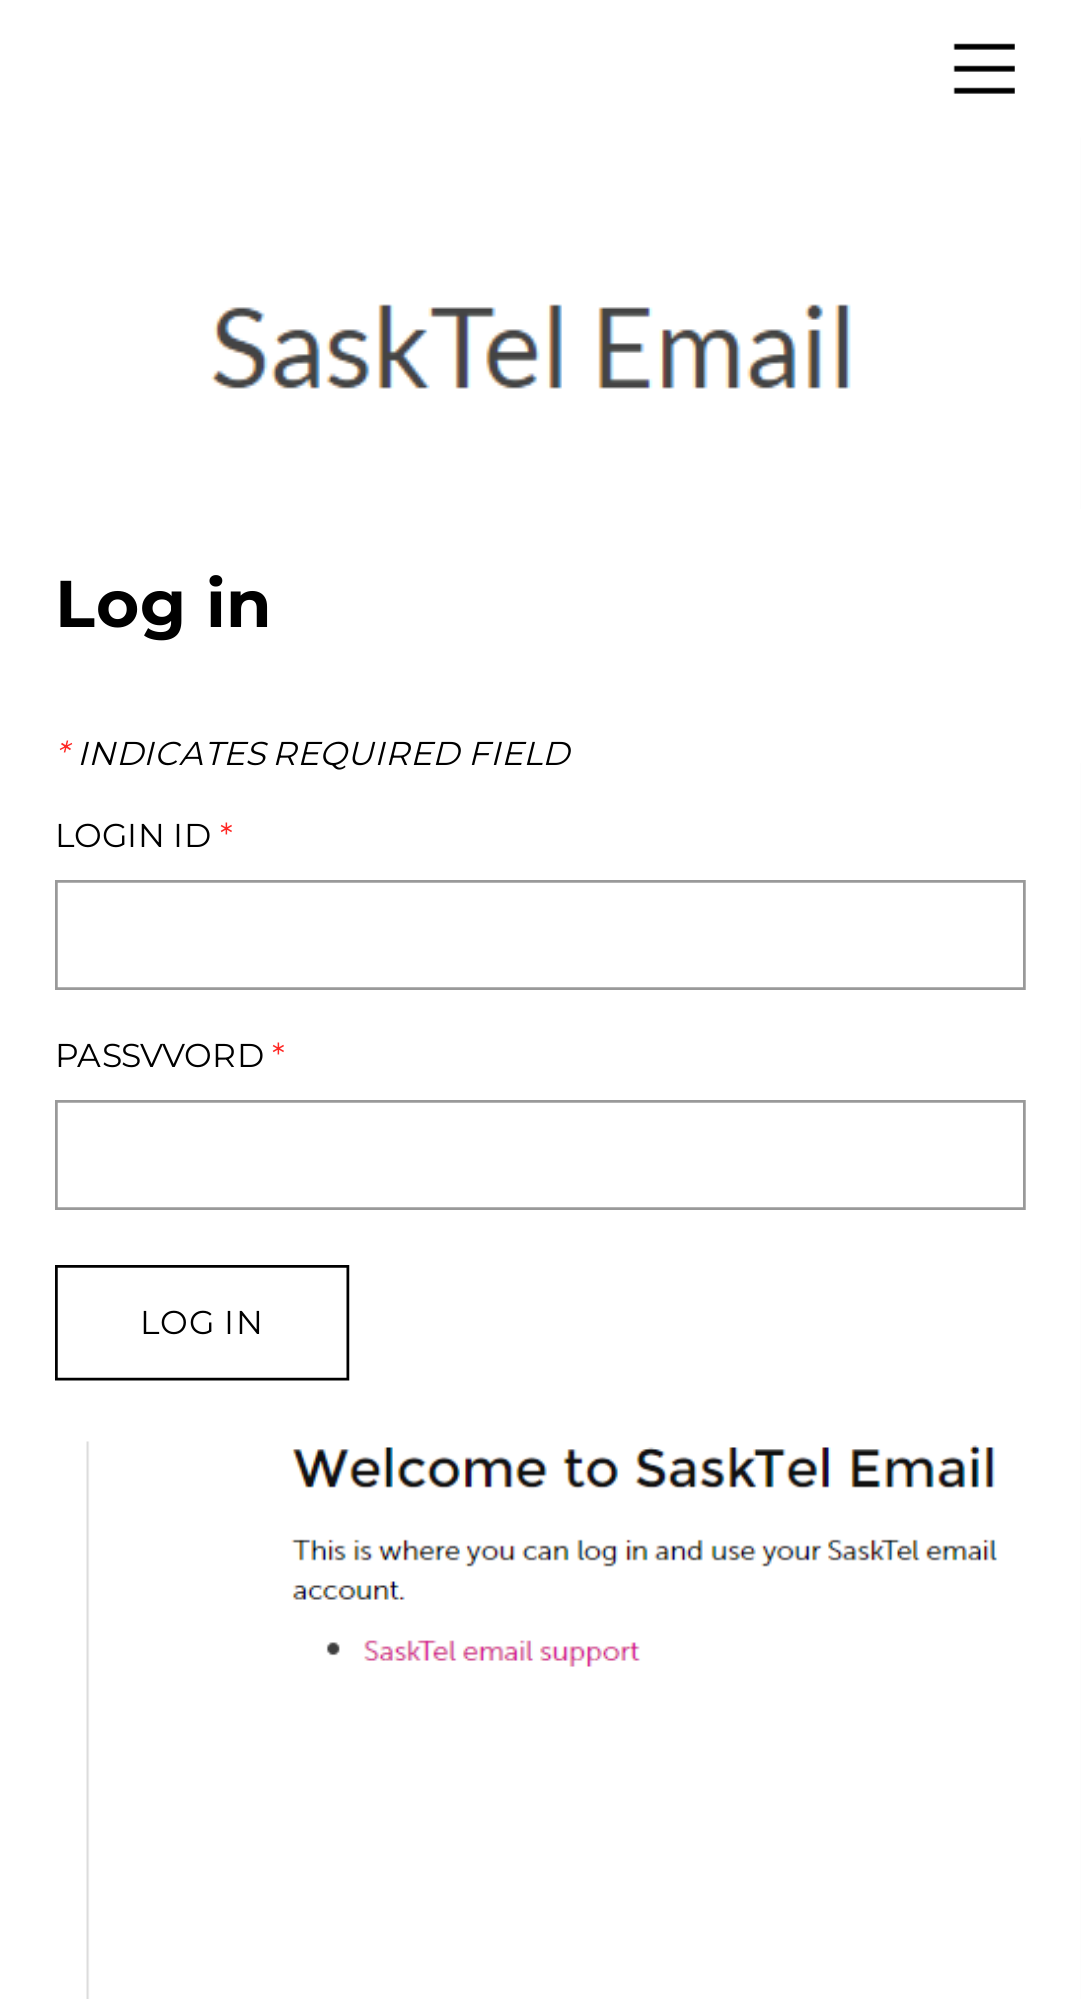 SaskTel Email
Log in
* INDICATES REQUIRED FIELD
LOGIN ID *
PASSVVORD *
LOG IN
Welcome to SaskTel Email
This is where you can log in and use your SaskTel email
account.
• SaskTel email support